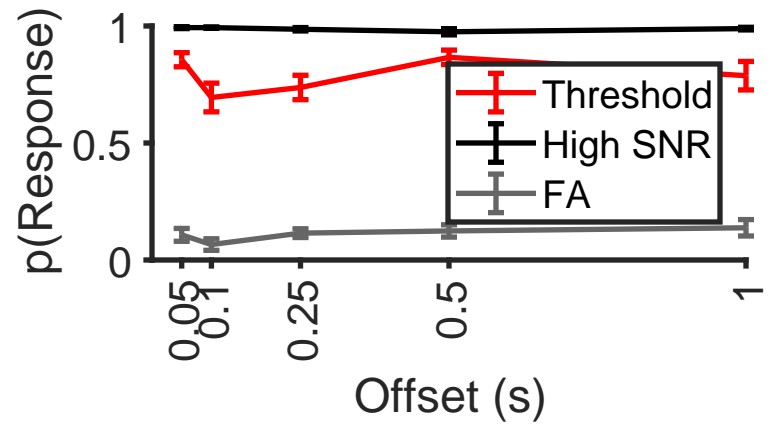 p(Response)
1
0.5
0
Threshold
High SNR
FA
0.05
0.1
0.25
0.5
1
Offset (s)